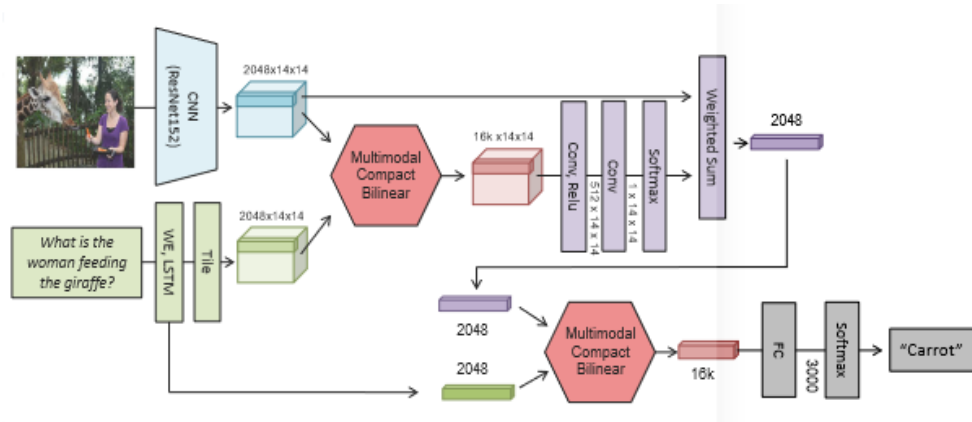 CNN
(ResNet152)
2048x14x14
Multimodal
Compact
Bilinear
16k x14x14
Conv, Relu
512 x 14 x 14
Conv
1 x 14 x 14
Softmax
Weighted Sum
2048
What is the
woman feeding
the giraffe?
WE, LSTM
Tile
2048x14x14
2048
2048
Multimodal
Compact
Bilinear
16k
FC
3000
Softmax
"Carrot"